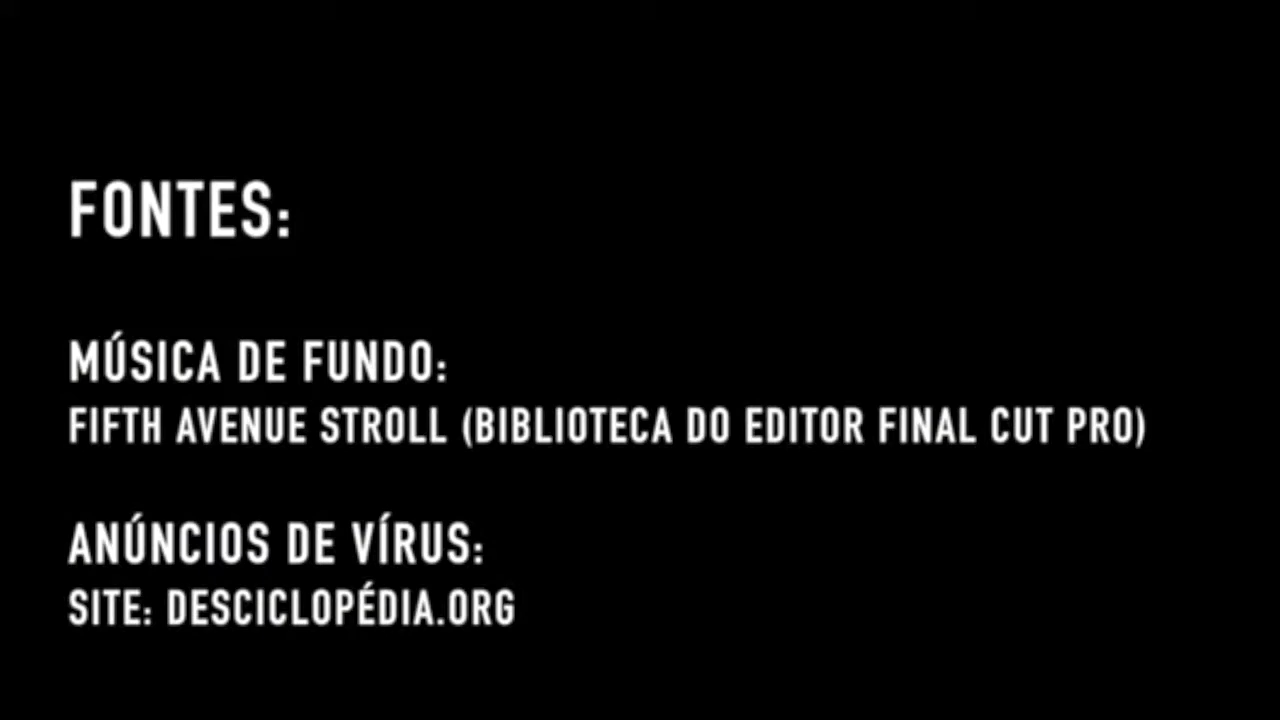 FONTES:
MÚSICA DE FUNDO:
FIFTH AVENUE STROLL (BIBLIOTECA DO EDITOR FINAL CUT PRO)
ANÚNCIOS DE VÍRUS:
SITE: DESCICLOPÉDIA.ORG